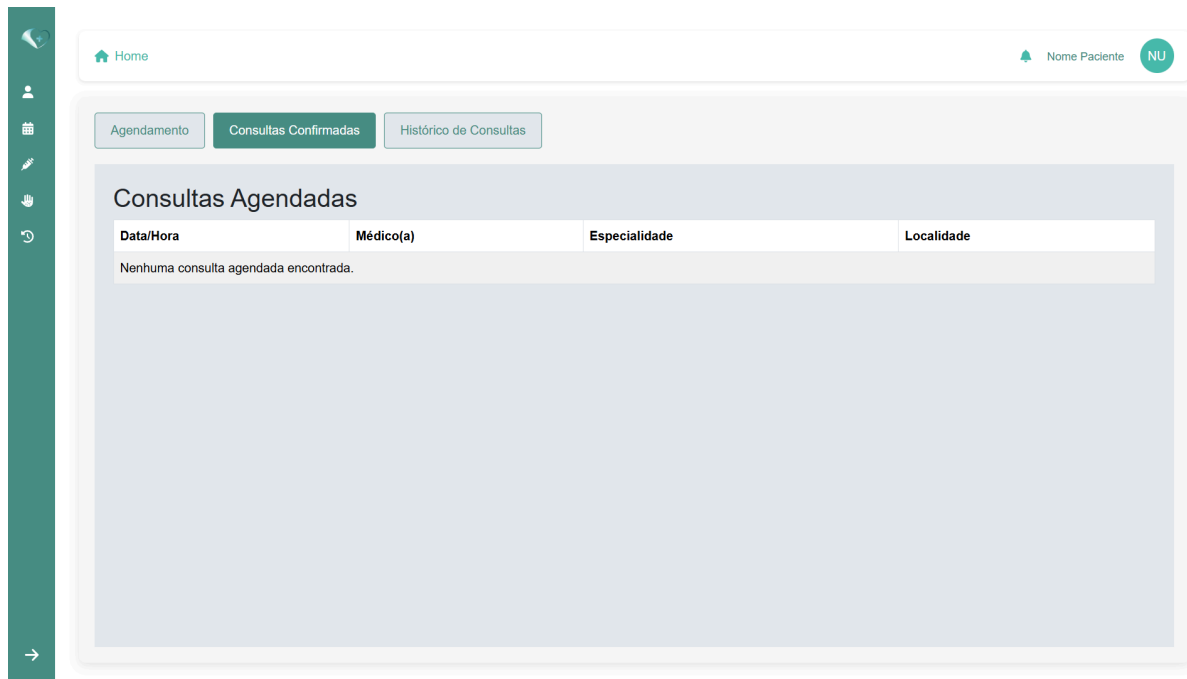 Home
Nome Paciente
NU
Agendamento
Consultas Confirmadas
Histórico de Consultas
Consultas Agendadas
Data/Hora Médico(a) Especialidade Localidade
Nenhuma consulta agendada encontrada.